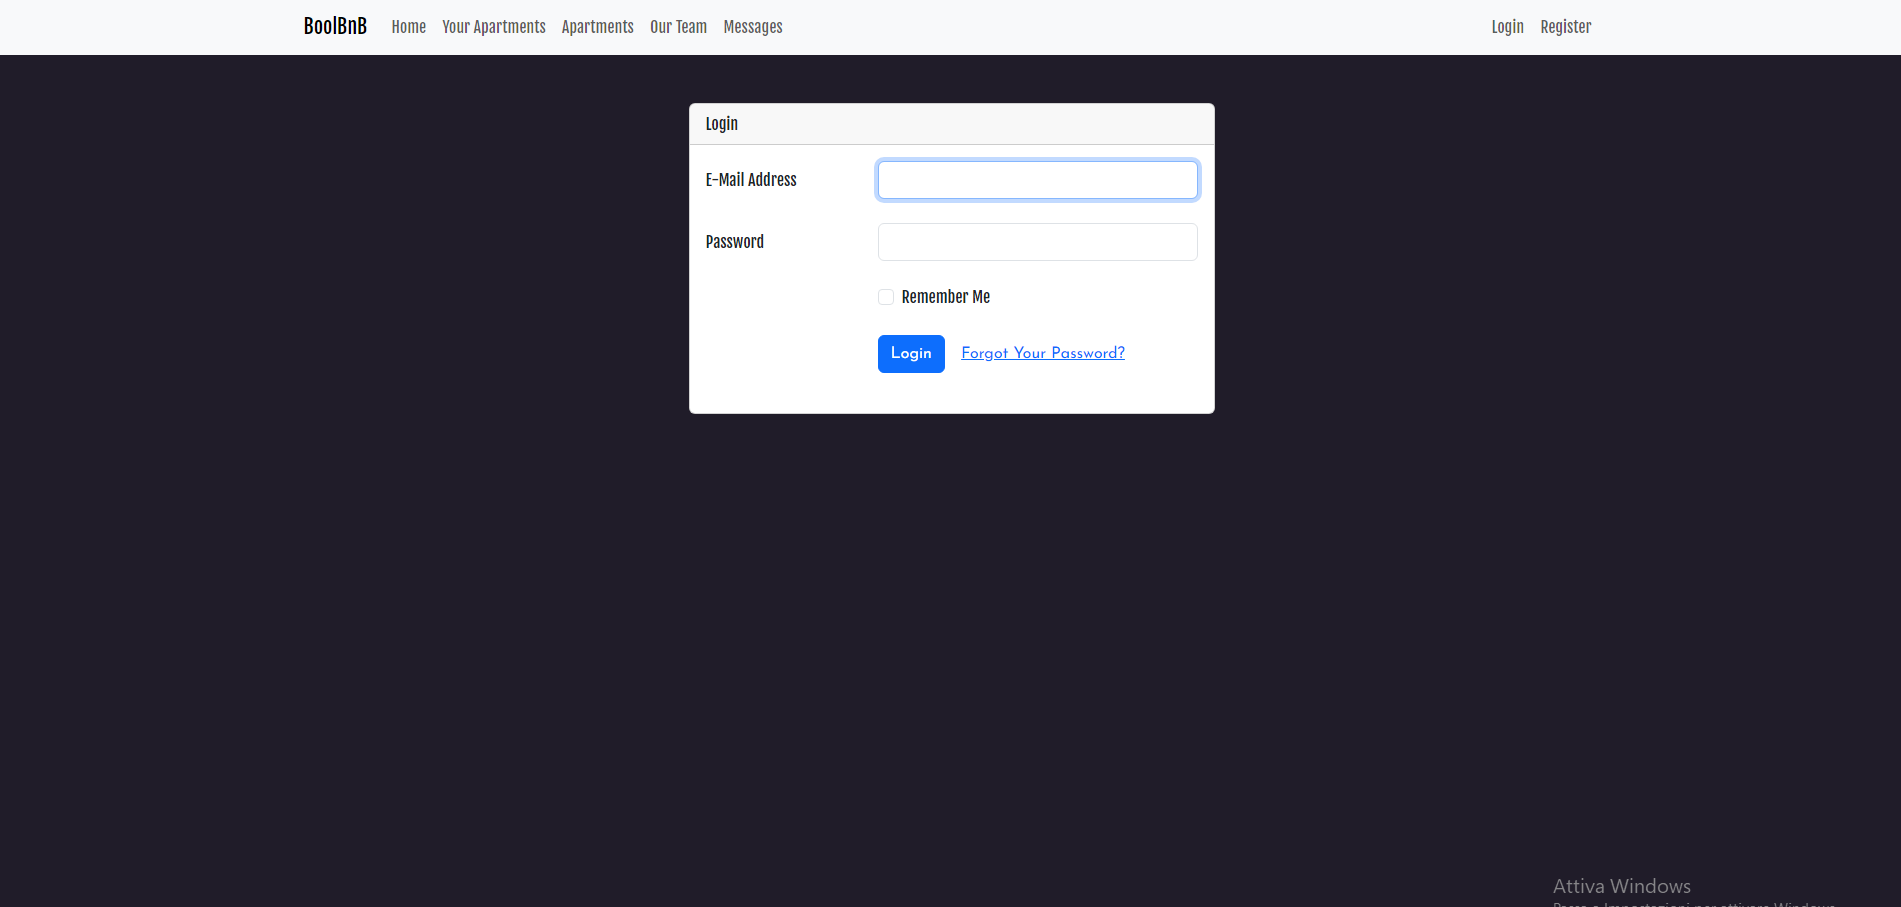 BoolBnB Home Your Apartments Apartments Our Team Messages Login Register
Login
E-Mail Address
Password
Remember Me
Login Forgot Your Password?
Attiva Windows